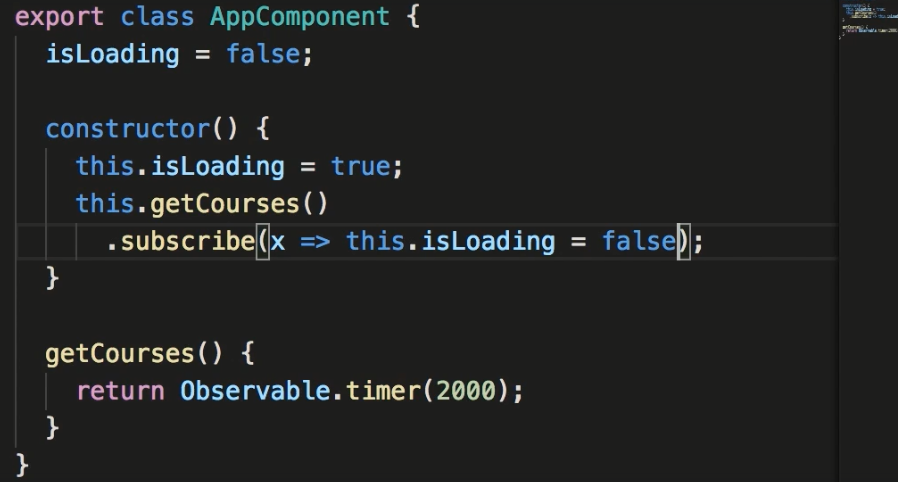 export class AppComponent {
isLoading = false;
constructor() {
this.isLoading = true;
this.getCourses()
.subscribe(x => this.isLoading = false);
}
getCourses() {
return Observable.timer(2000);
}
}